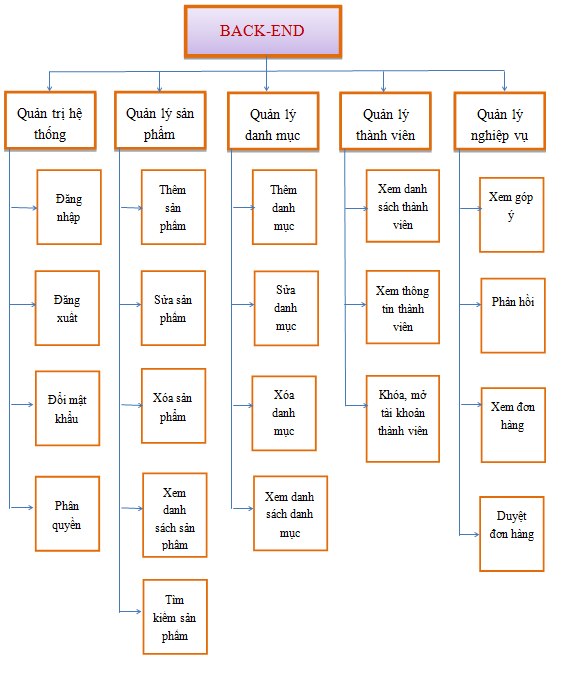 BACK-END
Quản trị hệ
thống
Đăng
nhập
Đăng
xuất
Đổi mật
khẩu
Phân
quyền
Quản lý sản
phẩm
Thêm
sản
phẩm
Sửa sản
phẩm
Xóa sản
phẩm
Xem
danh
sách sản
phẩm
Tìm
kiếm sản
phẩm
Quản lý
danh mục
Thêm
danh
mục
Sửa
danh
mục
Xóa
danh
mục
Xem danh
sách danh
mục
Quản lý
thành viên
Xem danh
sách thành
viên
Xem thông
tin thành
viên
Khóa, mở
tài khoản
thành viên
Quản lý
nghiệp vụ
Xem góp
ý
Phản hồi
Xem đơn
hàng
Duyệt
đơn hàng